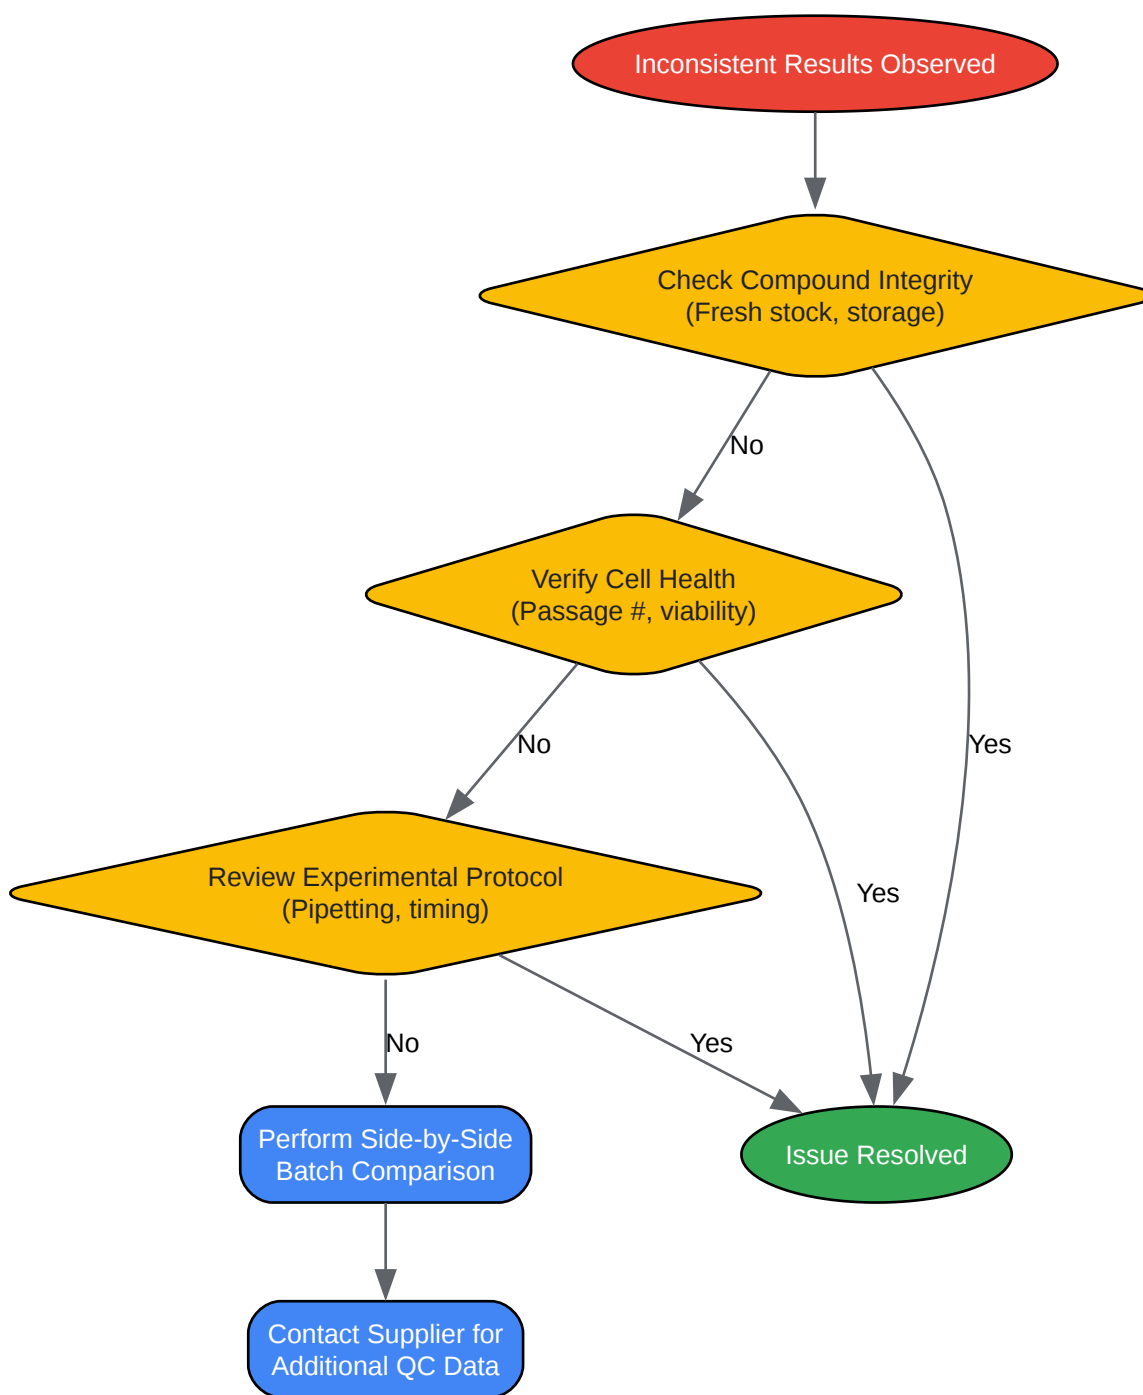 Inconsistent Results Observed
Check Compound Integrity
(Fresh stock, storage)
No
Verify Cell Health
(Passage #, viability)
No
Yes
Review Experimental Protocol
(Pipetting, timing)
Yes
No
Yes
Perform Side-by-Side
Batch Comparison
Issue Resolved
Contact Supplier for
Additional QC Data